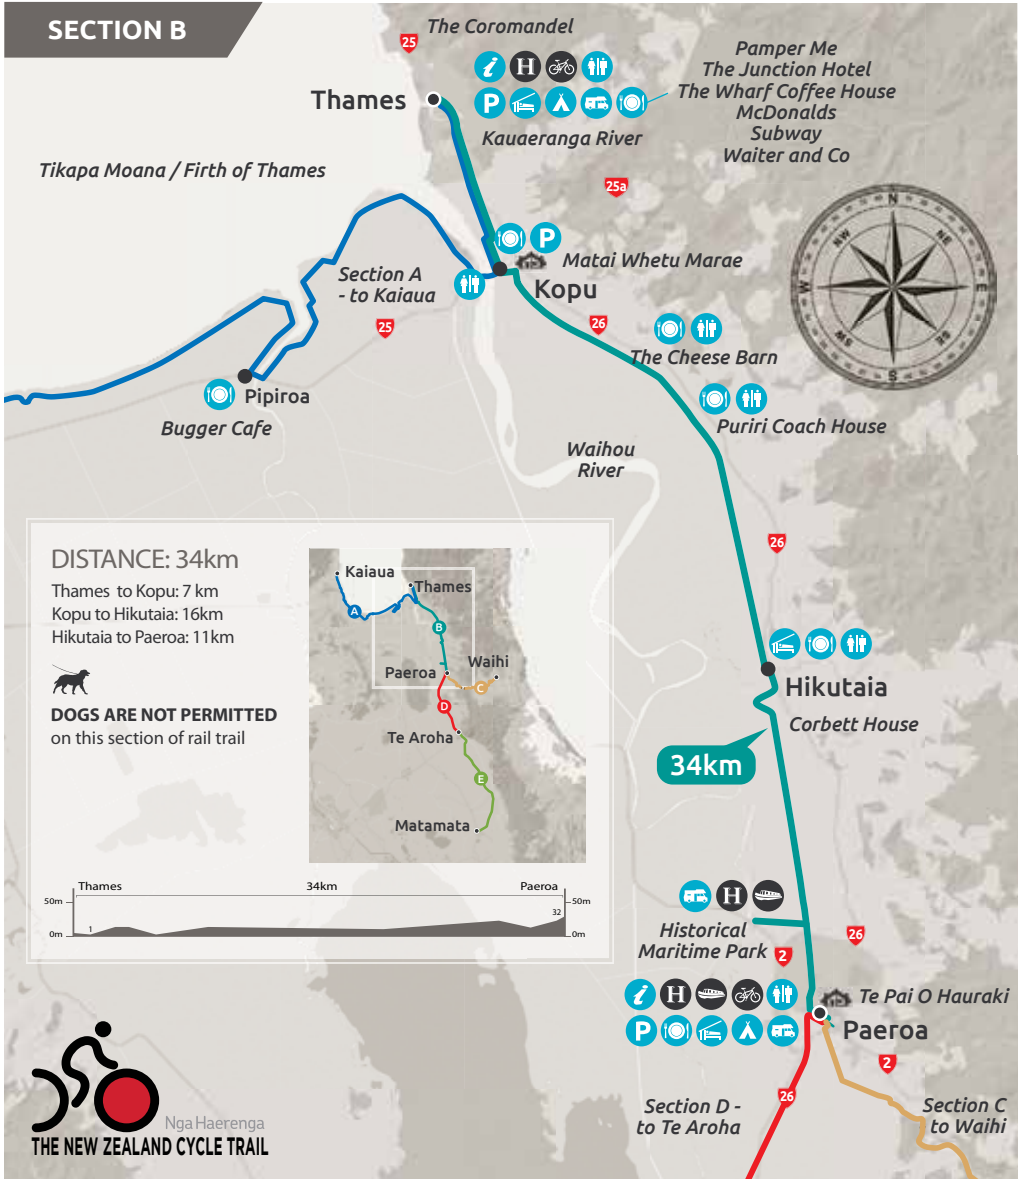 SECTION B
The Coromandel
25
i H
Thames
P
Pamper Me
The Junction Hotel
The Wharf Coffee House
McDonalds
Subway
Waiter and Co
Kauaeranga River
Tikapa Moana / Firth of Thames
25a
N
NE
E
SE
S
SW
W
NW
P
Matai Whetu Marae
Section A
- to Kaiaua
Kopu
25
26
The Cheese Barn
Pipiroa
Bugger Cafe
Puriri Coach House
Waihou
River
26
DISTANCE: 34km
Thames to Kopu: 7 km
Kopu to Hikutaia: 16km
Hikutaia to Paeroa: 11km
DOGS ARE NOT PERMITTED
on this section of rail trail
Kaiaua
Thames
A
B
Paeroa
Waihi
C
D
Te Aroha
E
Matamata
Hikutaia
Corbett House
34km
Thames 34km Paeroa
50m 50m
32
1
0m 0m
H
Historical
Maritime Park
2
26
i H
P
Te Pai O Hauraki
Paeroa
2
26
Section D -
to Te Aroha
Section C
to Waihi
Nga Haerenga
THE NEW ZEALAND CYCLE TRAIL